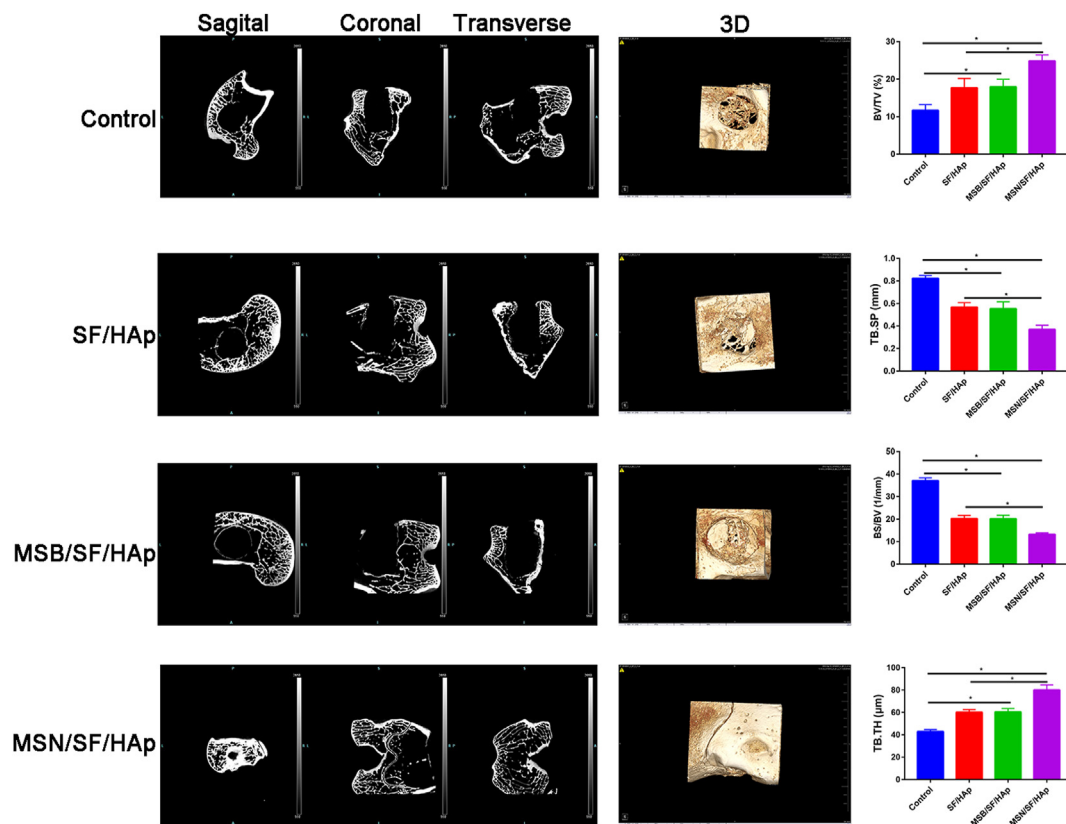 Sagital Coronal Transverse 3D
Control
SF/HAp
MSB/SF/HAp
MSN/SF/HAp
BV/TV (%)
30
20
10
0
Control
SF/HAp
MSB/SF/HAp
MSN/SF/HAp
*
*
*
TB.SP (mm)
1.0
0.8
0.6
0.4
0.2
0.0
Control
SF/HAp
MSB/SF/HAp
MSN/SF/HAp
*
*
*
BS/BV (1/mm)
50
40
30
20
10
0
Control
SF/HAp
MSB/SF/HAp
MSN/SF/HAp
*
*
*
TB.TH (μm)
100
80
60
40
20
0
Control
SF/HAp
MSB/SF/HAp
MSN/SF/HAp
*
*
*